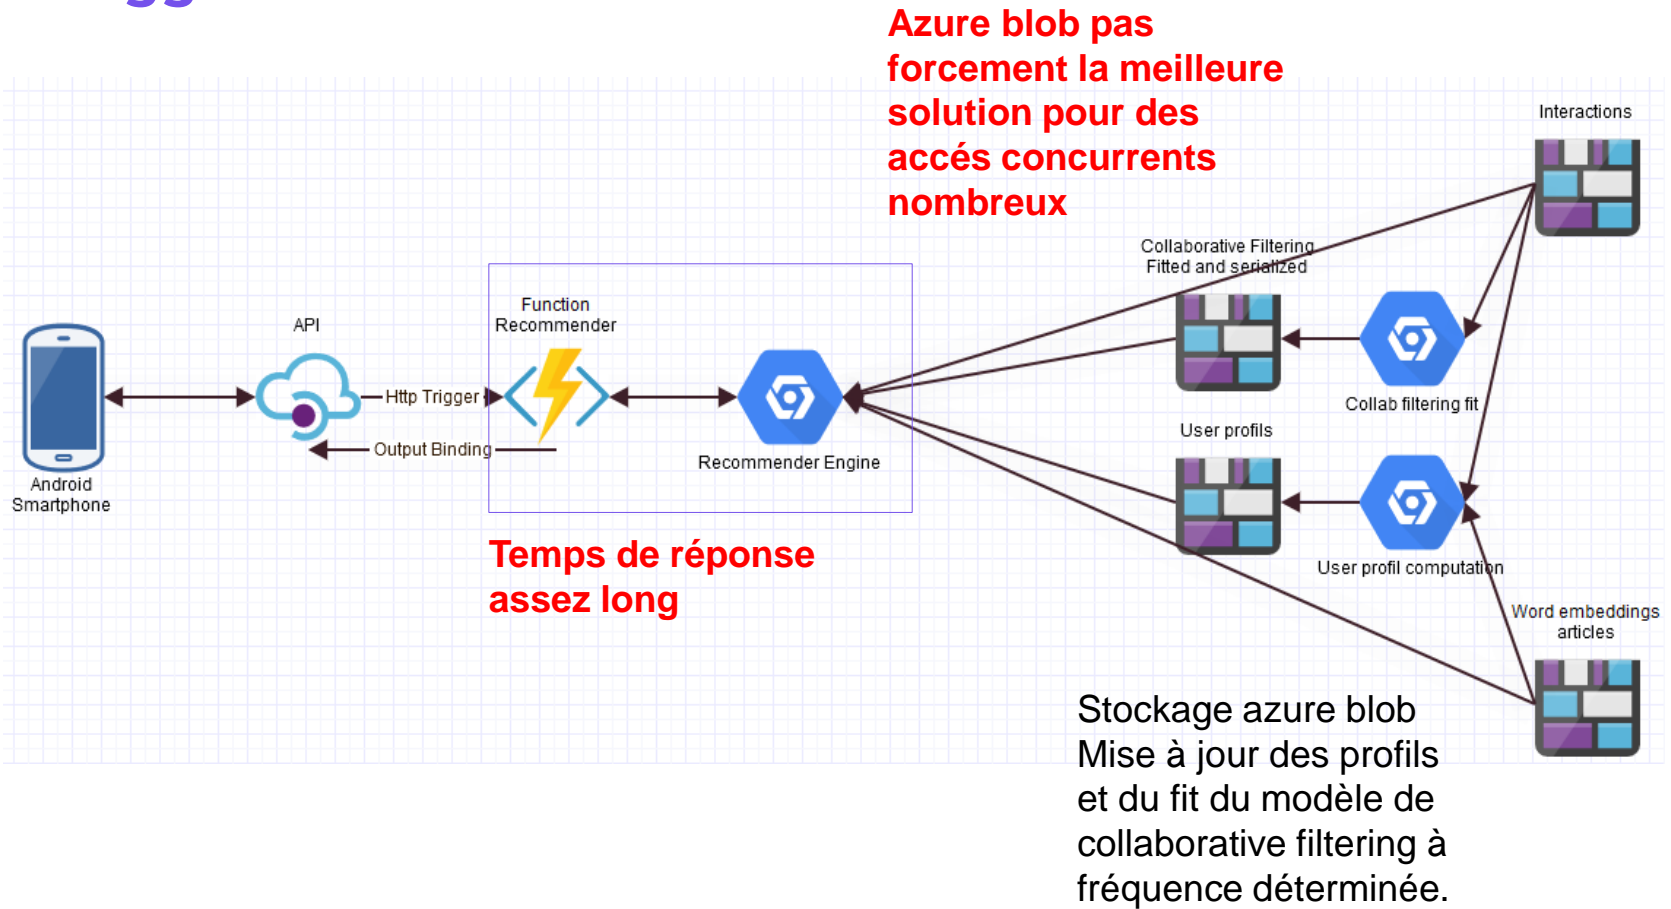 Azure blob pas
forcement la meilleure
solution pour des
accés concurrents
nombreux
Interactions
Collaborative Filtering
Fitted and serialized
Function
Recommender
API
Http Trigger
Output Binding
Collab filtering fit
User profils
Recommender Engine
Android
Smartphone
Temps de réponse
assez long
User profil computation
Word embeddings
articles
Stockage azure blob
Mise à jour des profils
et du fit du modèle de
collaborative filtering à
fréquence déterminée.